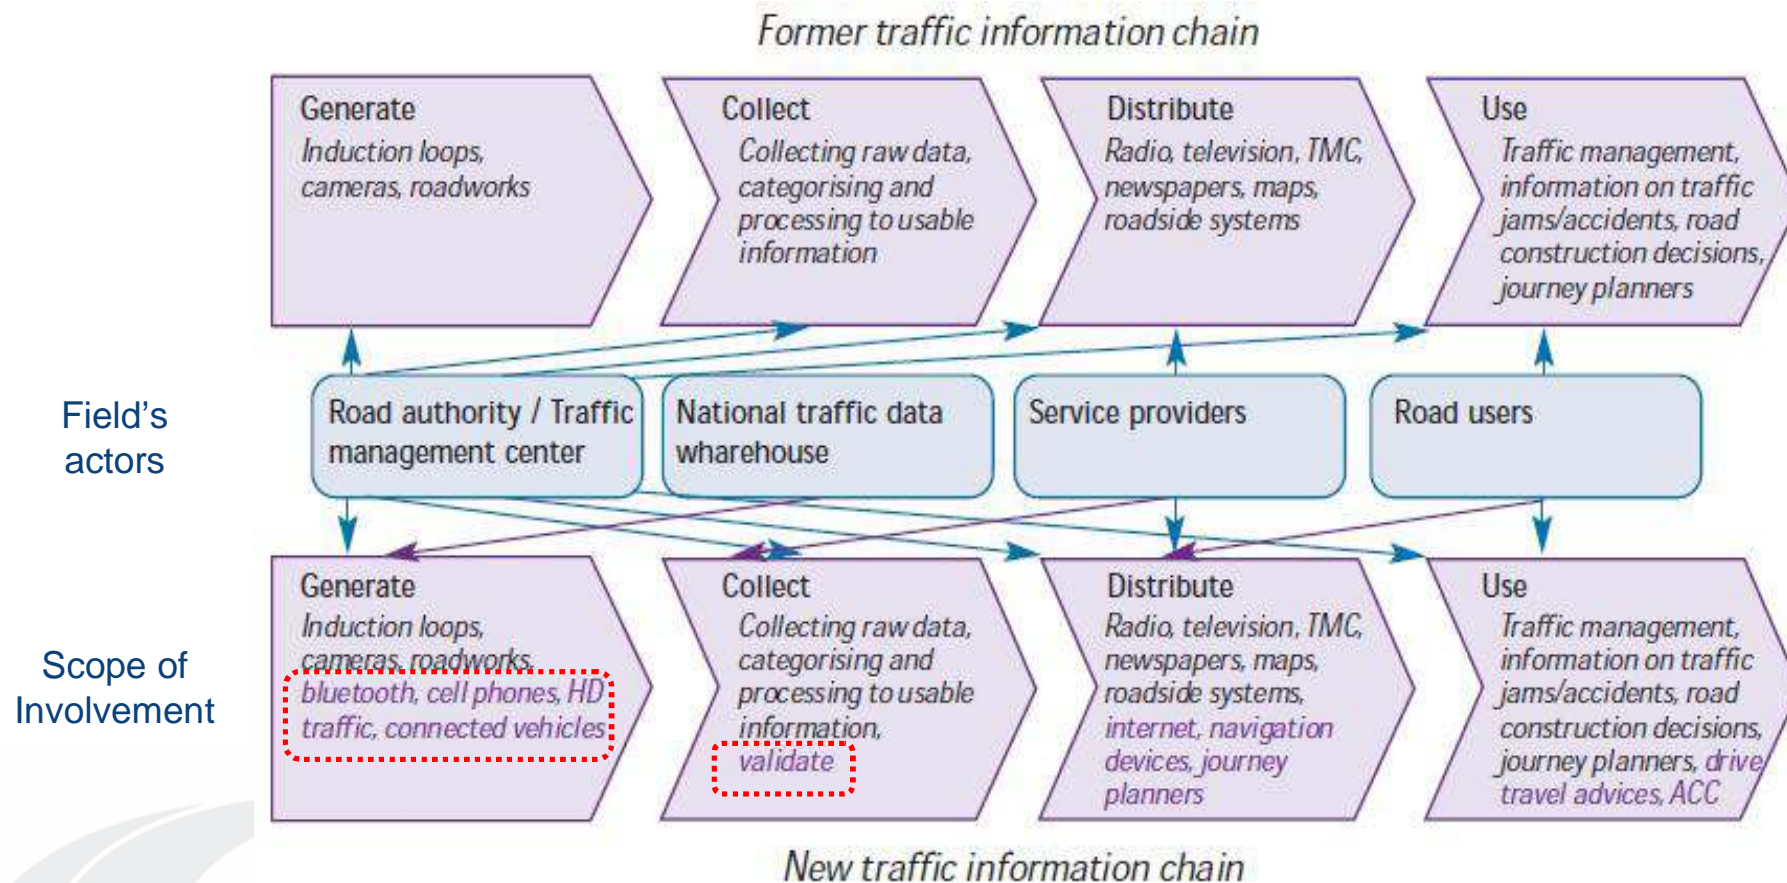 Former traffic information chain
Generate
Induction loops,
cameras, roadworks
Collect
Collecting raw data,
categorising and
processing to usable
information
Distribute
Radio, television, TMC,
newspapers, maps,
roadside systems
Use
Traffic management,
information on traffic
jams/accidents, road
construction decisions,
journey planners
Field's
actors
Road authority / Traffic
management center
National traffic data
wharehouse
Service providers
Road users
Scope of
Involvement
Generate
Induction loops,
cameras, roadworks,
bluetooth, cell phones, HD
traffic, connected vehicles
Collect
Collecting raw data,
categorising and
processing to usable
information,
validate
Distribute
Radio, television, TMC,
newspapers, maps,
roadside systems,
internet, navigation
devices, journey
planners
Use
Traffic management,
information on traffic
jams/accidents, road
construction decisions,
journey planners, drive
travel advices, ACC
New traffic information chain